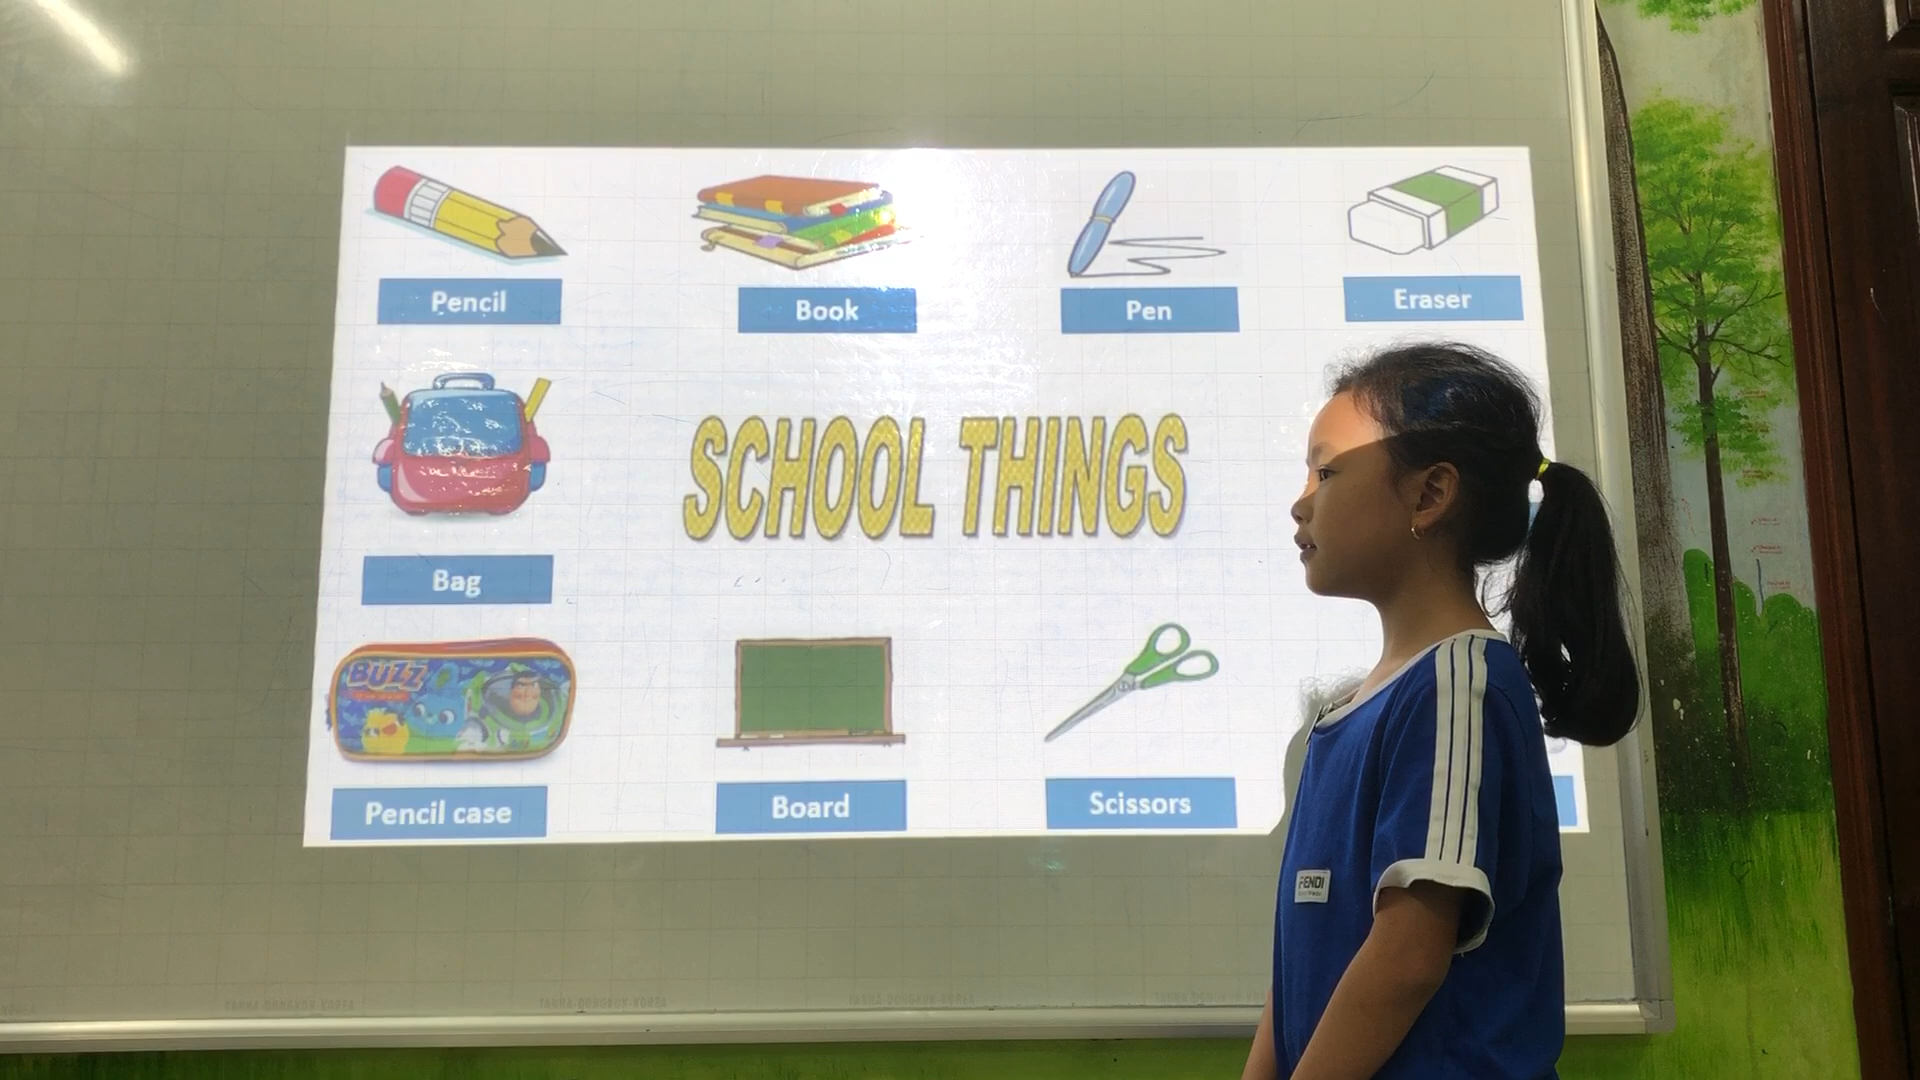 Pencil
Book
Pen
Eraser
SCHOOL THINGS
Bag
BUZZ
Pencil case
Board
Scissors
FENDI